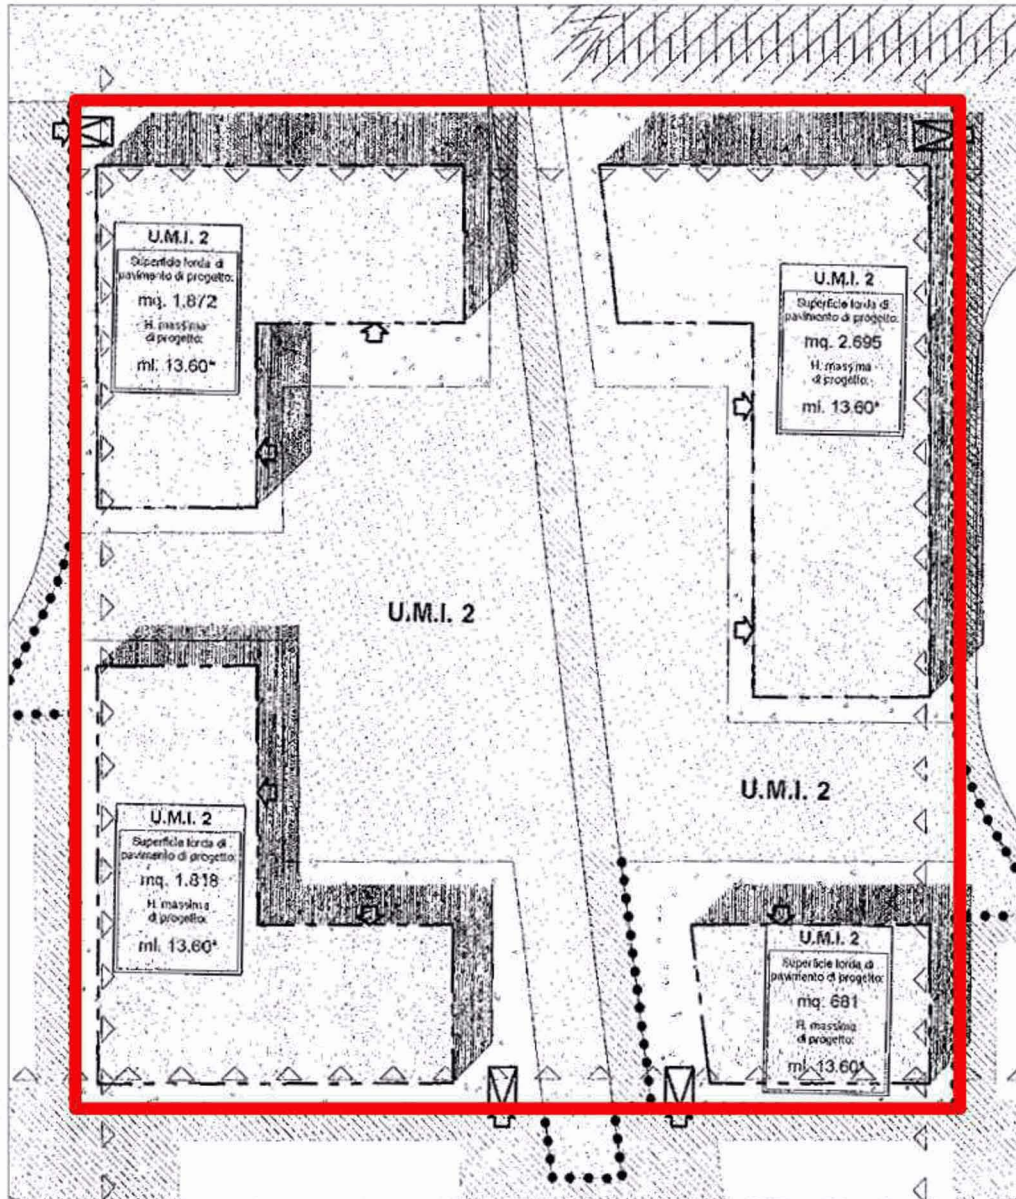 U.M.I. 2
Superficie lorda di
pavimento di progetto:
mq. 1.872
H. massima
di progetto:
ml. 13.60*
U.M.I. 2
Superficie lorda di
pavimento di progetto:
mq. 2.695
H. massima
di progetto:
ml. 13.60*
U.M.I. 2
U.M.I. 2
U.M.I. 2
Superficie lorda di
pavimento di progetto:
mq. 1.818
H. massima
di progetto:
ml. 13.60*
U.M.I. 2
Superficie lorda di
pavimento di progetto:
mq. 681
H. massima
di progetto:
ml. 13.60*